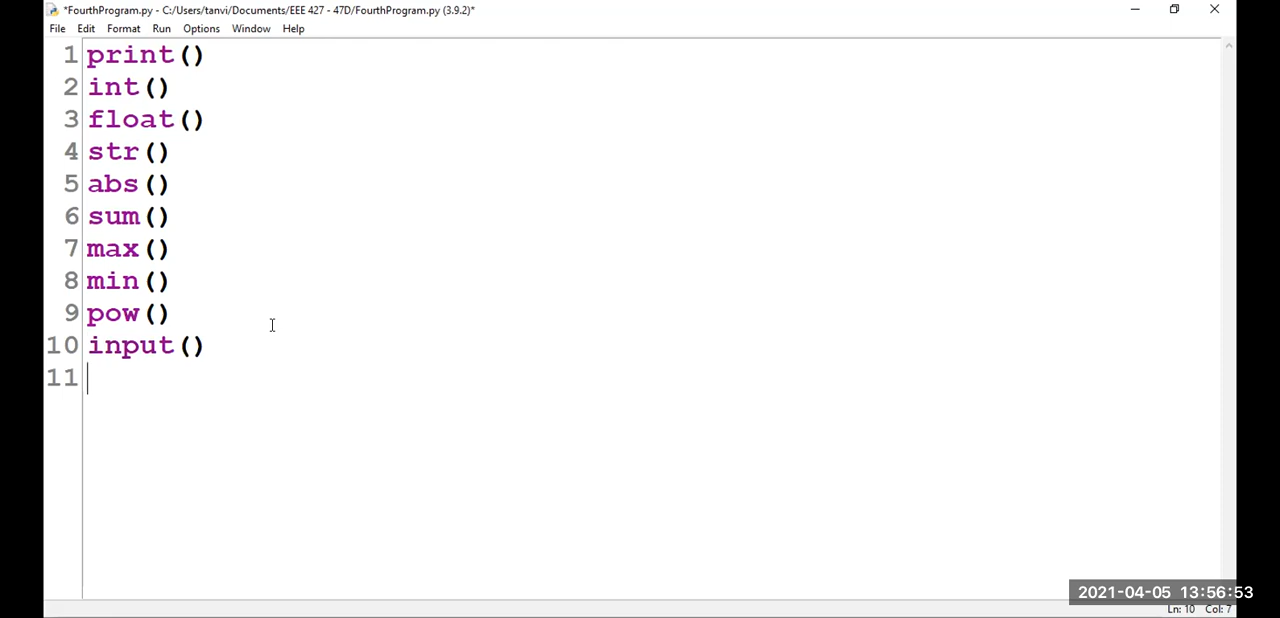 *FourthProgram.py - C:/Users/tanvi/Documents/EEE 427 - 47D/FourthProgram.py (3.9.2)*
File Edit Format Run Options Window Help
1 print()
2 int()
3 float()
4 str()
5 abs()
6 sum()
7 max()
8 min()
9 pow()
10 input()
11
2021-04-05 13:56:53
Ln: 10 Col: 7